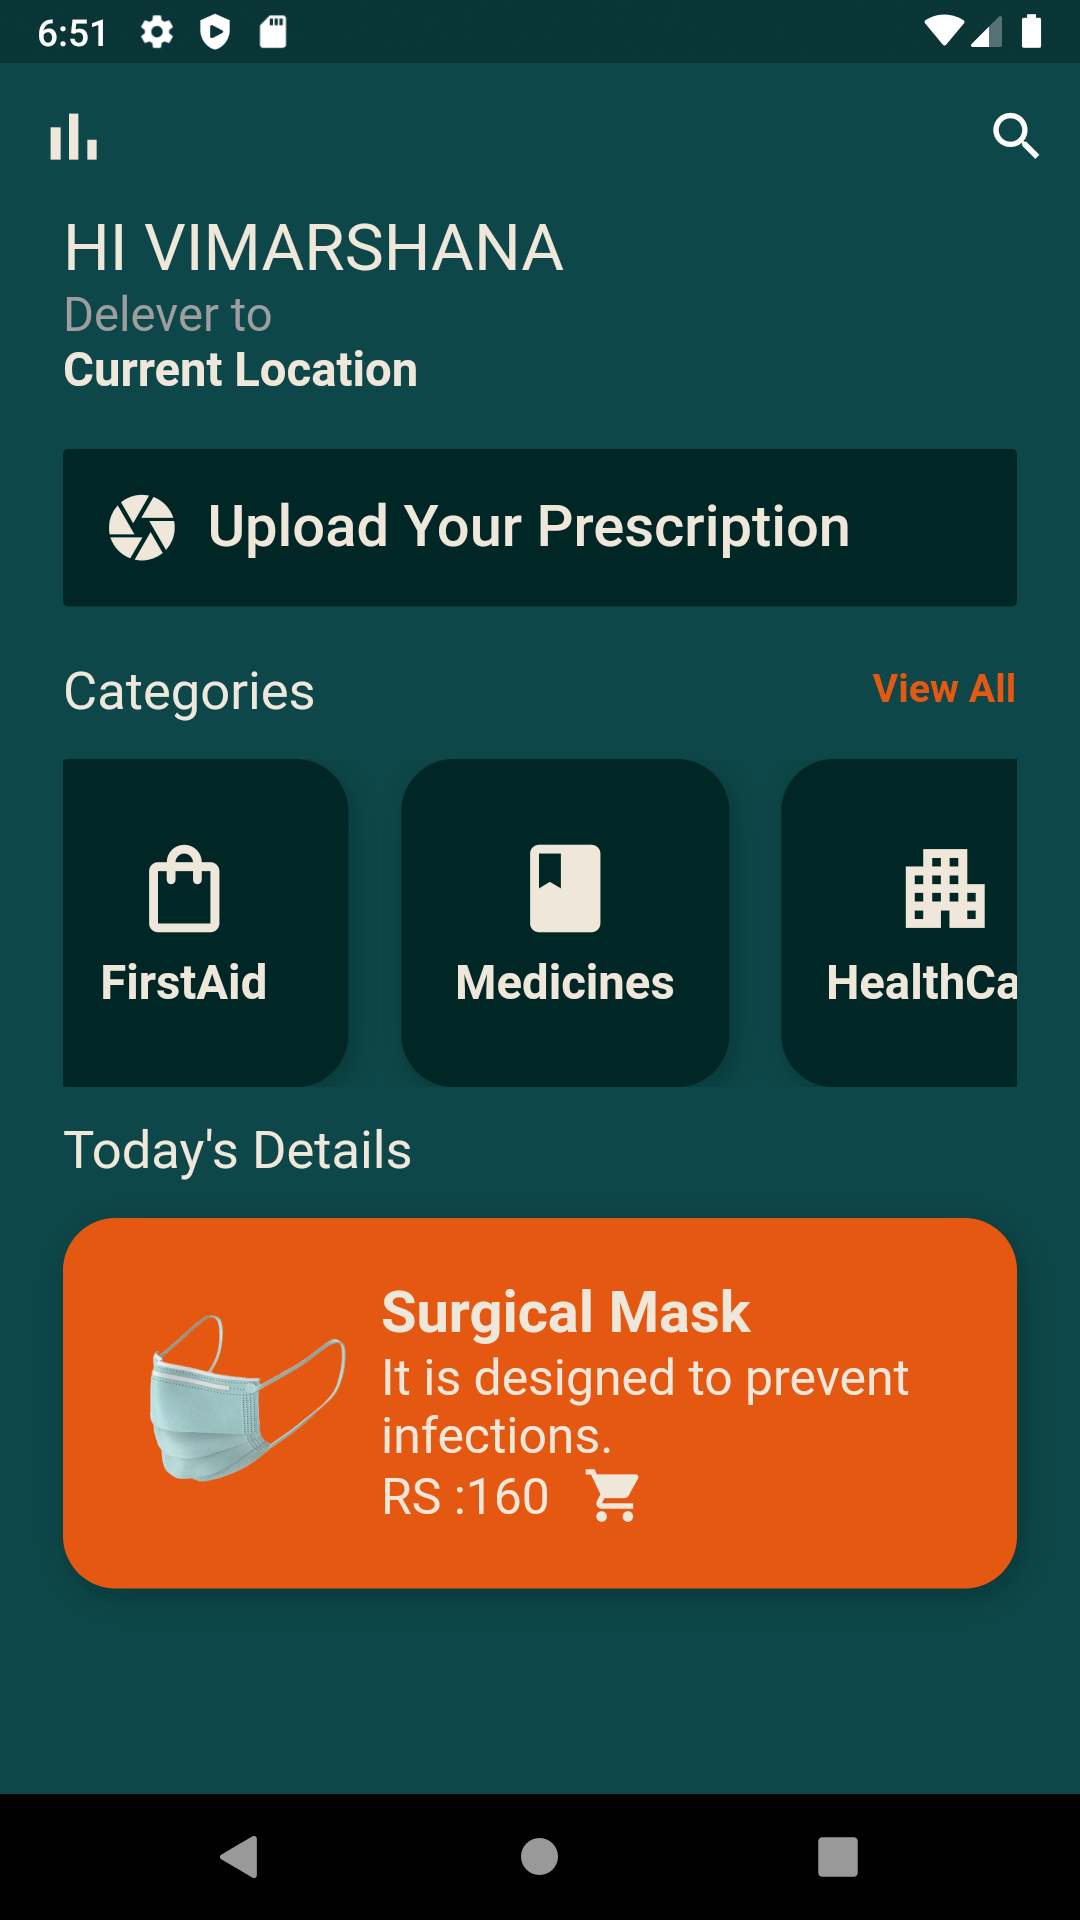 6:51
HI VIMARSHANA
Delever to
Current Location
Upload Your Prescription
Categories
View All
FirstAid
Medicines
HealthCa
Today's Details
Surgical Mask
It is designed to prevent
infections.
RS :160